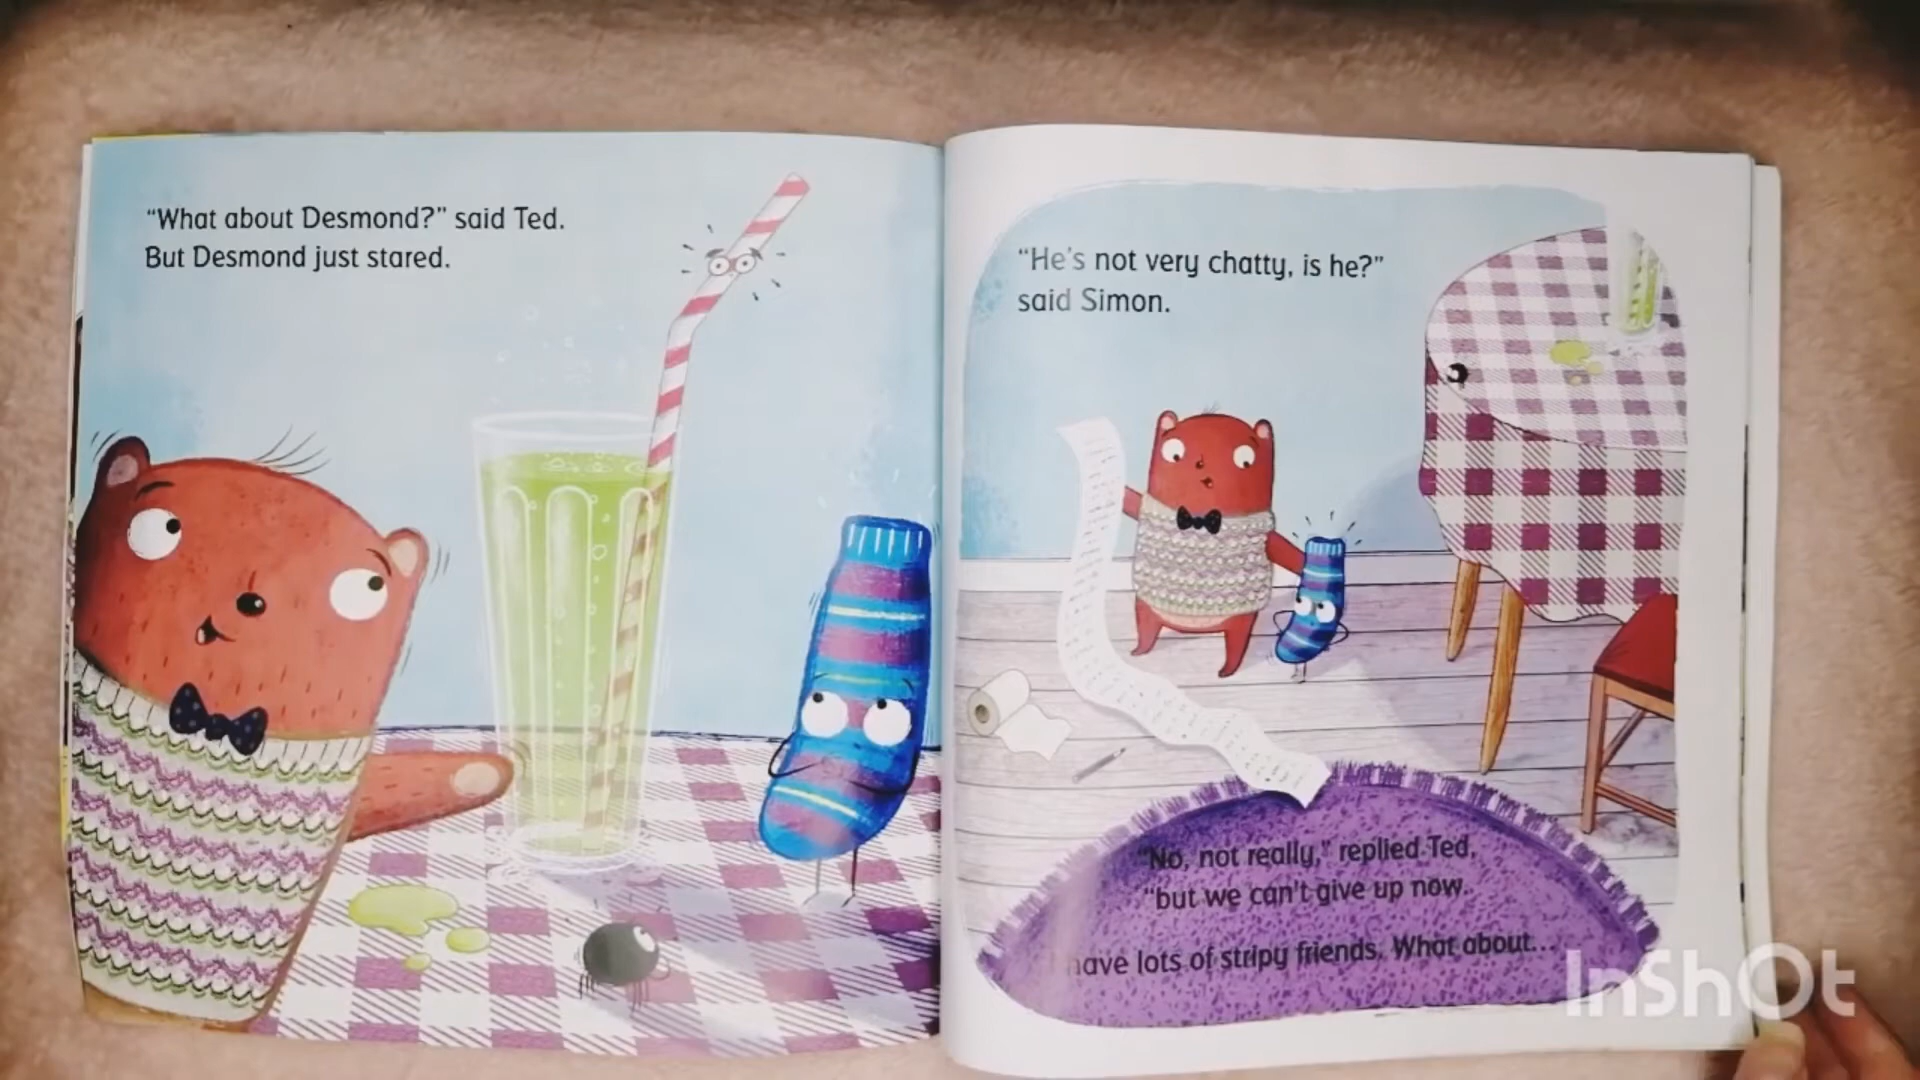 “What about Desmond?” said Ted.
But Desmond just stared.
“He's not very chatty, is he?”
said Simon.
“No, not really,” replied Ted,
“but we can't give up now.
I have lots of stripy friends. What about...
InShOt